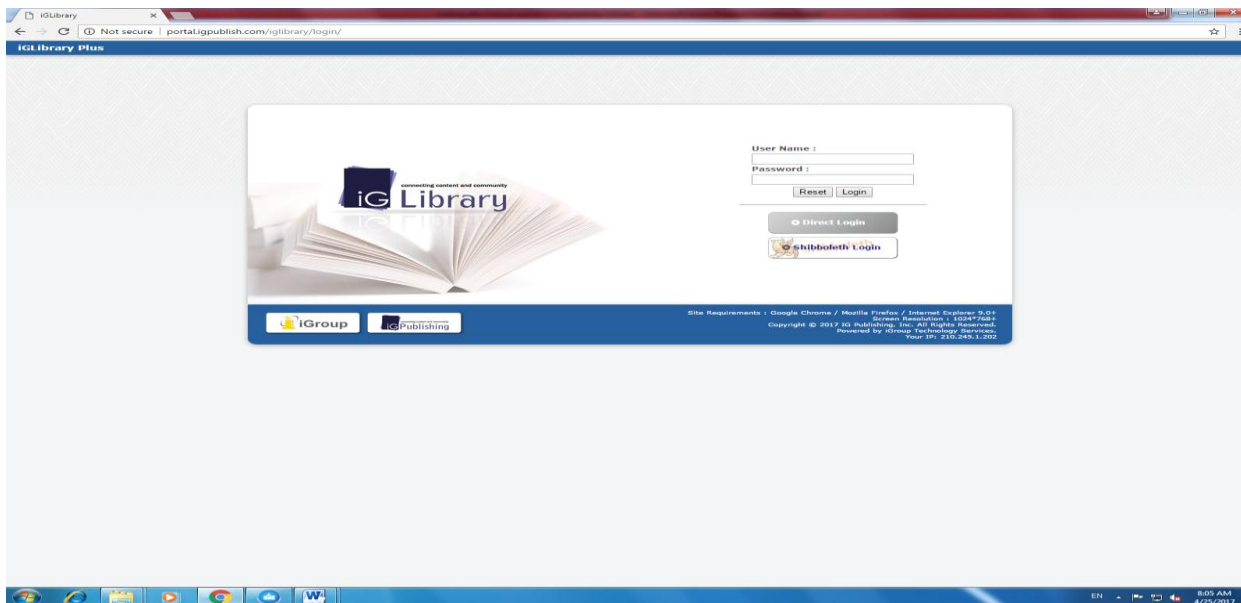 iGLibrary
Not secure | portal.igpublish.com/iglibrary/login/
iGLibrary Plus
User Name :
Password :
Reset Login
connecting content and community
iG Library
Direct Login
Shibboleth Login
iGroup
iGPublishing
Site Requirements : Google Chrome / Mozilla Firefox / Internet Explorer 9.0+
Screen Resolution : 1024*768+
Copyright © 2017 iG Publishing, Inc. All Rights Reserved.
Powered by iGroup Technology Services.
Your IP: 210.245.1.202
EN
8:05 AM
4/25/2017